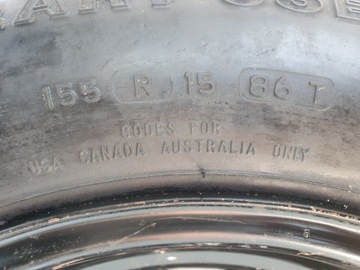 155 R 15 86 T
CODES FOR
USA CANADA AUSTRALIA ONLY